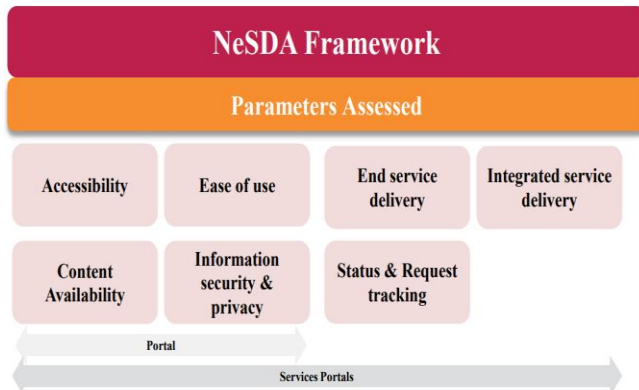 NeSDA Framework
Parameters Assessed
Accessibility
Ease of use
End service
delivery
Integrated service
delivery
Content
Availability
Information
security &
privacy
Status & Request
tracking
Portal
Services Portals